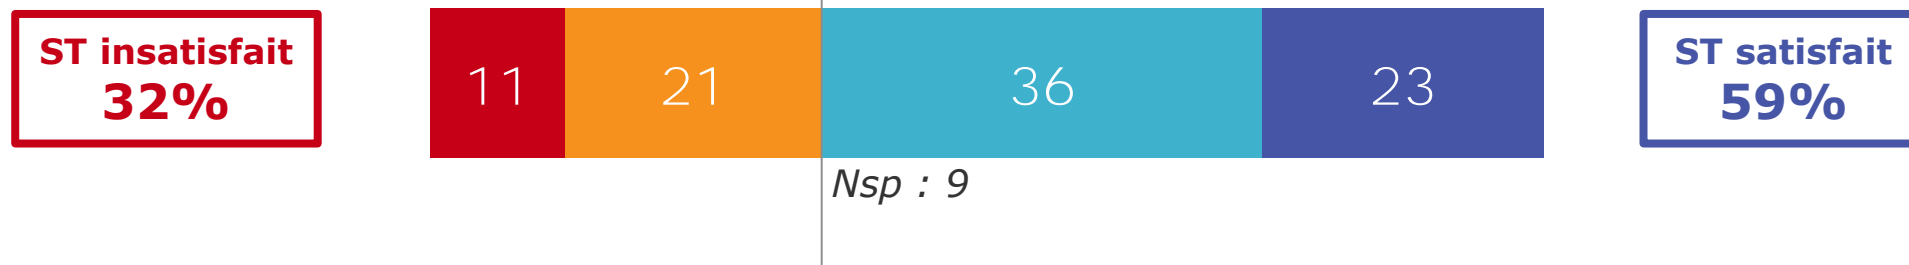 ST insatisfait
32%
11 21 36 23
ST satisfait
59%
Nsp : 9